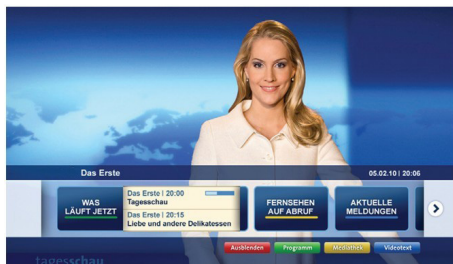 Das Erste
05.02.10 | 20:06
WAS
LÄUFT JETZT
Das Erste | 20:00
Tagesschau
Das Erste | 20:15
Liebe und andere Delikatessen
FERNSEHEN
AUF ABRUF
AKTUELLE
MELDUNGEN
Ausblenden
Programm
Mediathek
Videotext
tagesschau